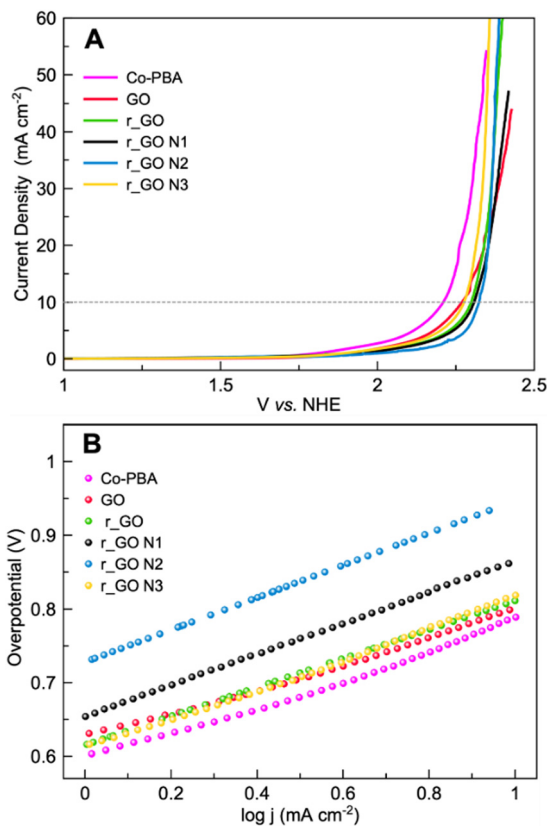 A
60
50
40
30
20
10
0
Current Density (mA cm-2)
Co-PBA
GO
r_GO
r_GO N1
r_GO N2
r_GO N3
1
1.5
2
2.5
V vs. NHE
B
1
0.9
0.8
0.7
0.6
Overpotential (V)
Co-PBA
GO
r_GO
r_GO N1
r_GO N2
r_GO N3
0
0.2
0.4
0.6
0.8
1
log j (mA cm-2)